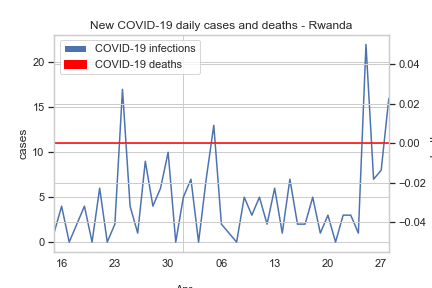 New COVID-19 daily cases and deaths - Rwanda
COVID-19 infections
COVID-19 deaths
cases
20
15
10
5
0
0.04
0.02
0.00
−0.02
−0.04
16 23 30 06 13 20 27